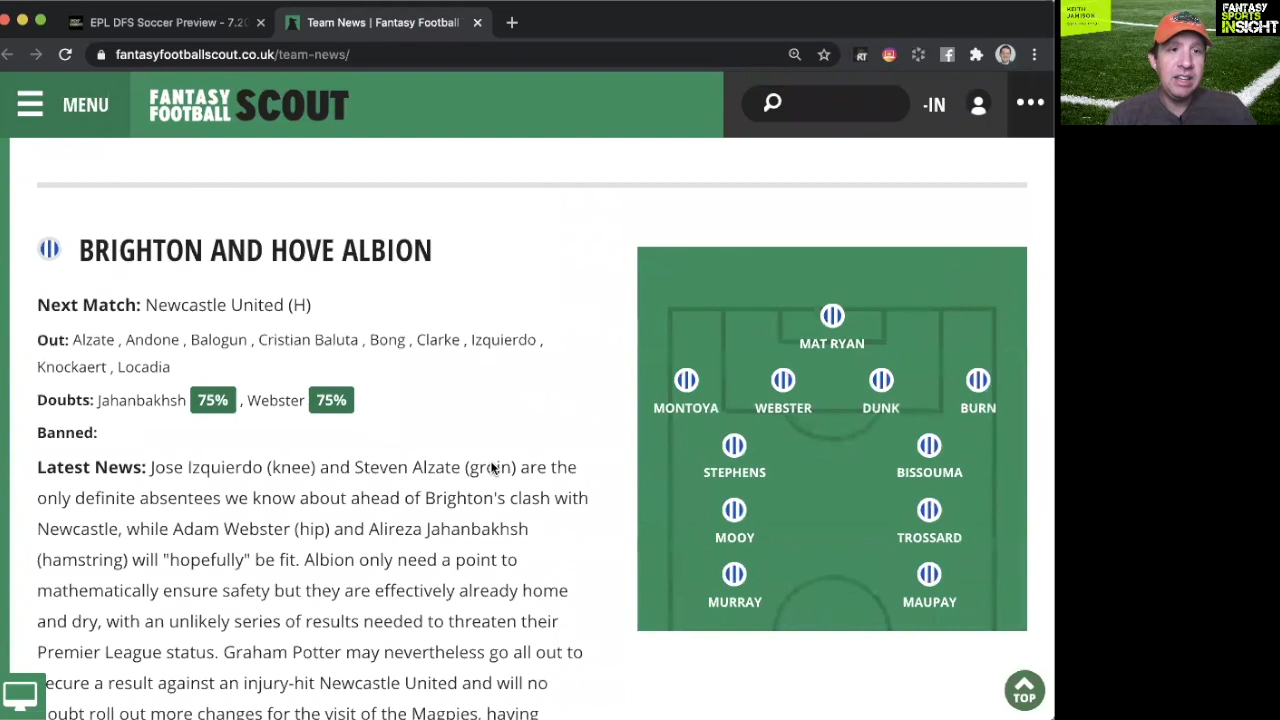 EPL DFS Soccer Preview - 7.20
Team News | Fantasy Football
fantasyfootballscout.co.uk/team-news/
KEITH
JAMISON
FANTASY
SPORTS
INSIGHT
MENU
FANTASY
FOOTBALL SCOUT
-IN
BRIGHTON AND HOVE ALBION
Next Match: Newcastle United (H)
Out: Alzate , Andone , Balogun , Cristian Baluta , Bong , Clarke , Izquierdo ,
Knockaert , Locadia
Doubts: Jahanbakhsh 75% , Webster 75%
Banned:
Latest News: Jose Izquierdo (knee) and Steven Alzate (groin) are the
only definite absentees we know about ahead of Brighton's clash with
Newcastle, while Adam Webster (hip) and Alireza Jahanbakhsh
(hamstring) will "hopefully" be fit. Albion only need a point to
mathematically ensure safety but they are effectively already home
and dry, with an unlikely series of results needed to threaten their
Premier League status. Graham Potter may nevertheless go all out to
secure a result against an injury-hit Newcastle United and will no
doubt roll out more changes for the visit of the Magpies, having
MAT RYAN
MONTOYA WEBSTER DUNK BURN
STEPHENS BISSOUMA
MOOY TROSSARD
MURRAY MAUPAY
TOP